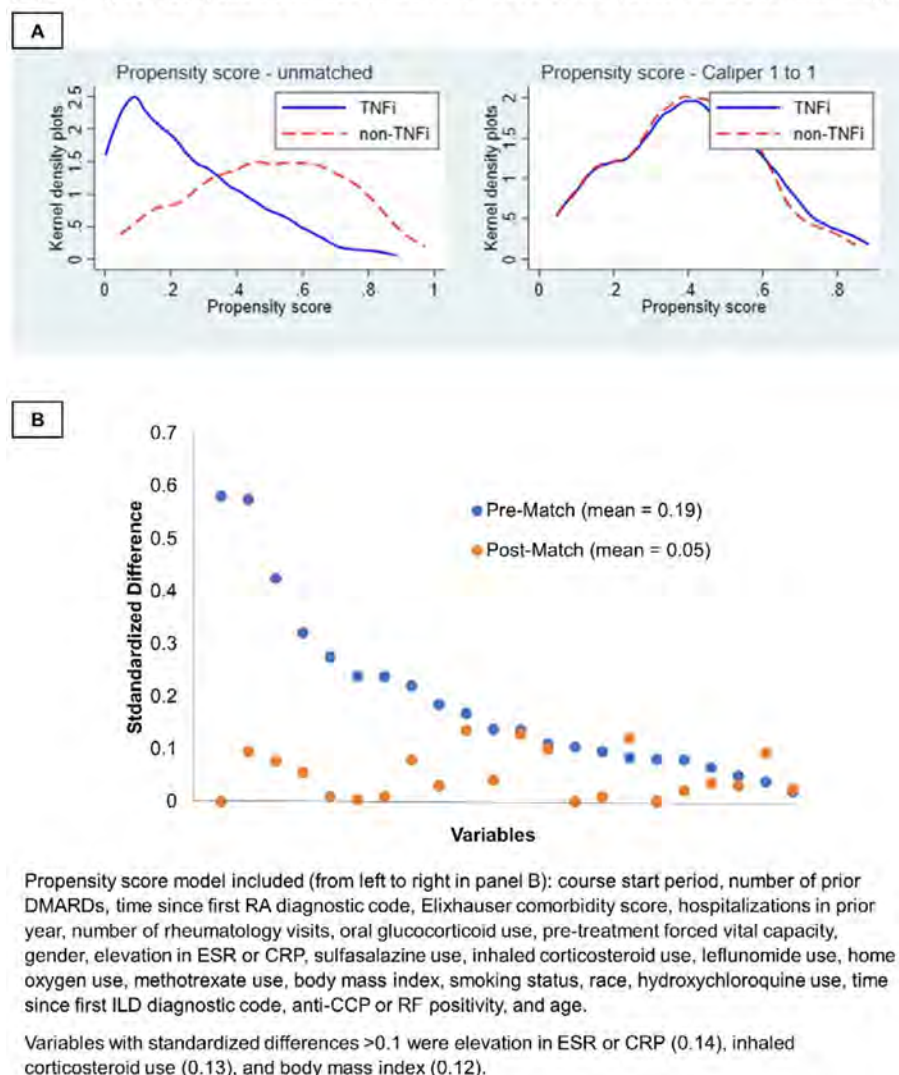 A
Propensity score - unmatched
Propensity score - Caliper 1 to 1
Kernel density plots
0 .5 1 1.5 2 2.5
TNFi
non-TNFi
0 .2 .4 .6 .8 1
Propensity score
Kernel density plots
0 .5 1 1.5 2
TNFi
non-TNFi
0 .2 .4 .6 .8
Propensity score
B
Stdandardized Difference
0.7
0.6
0.5
0.4
0.3
0.2
0.1
0
Pre-Match (mean = 0.19)
Post-Match (mean = 0.05)
Variables
Propensity score model included (from left to right in panel B): course start period, number of prior
DMARDs, time since first RA diagnostic code, Elixhauser comorbidity score, hospitalizations in prior
year, number of rheumatology visits, oral glucocorticoid use, pre-treatment forced vital capacity,
gender, elevation in ESR or CRP, sulfasalazine use, inhaled corticosteroid use, leflunomide use, home
oxygen use, methotrexate use, body mass index, smoking status, race, hydroxychloroquine use, time
since first ILD diagnostic code, anti-CCP or RF positivity, and age.
Variables with standardized differences >0.1 were elevation in ESR or CRP (0.14), inhaled
corticosteroid use (0.13), and body mass index (0.12).